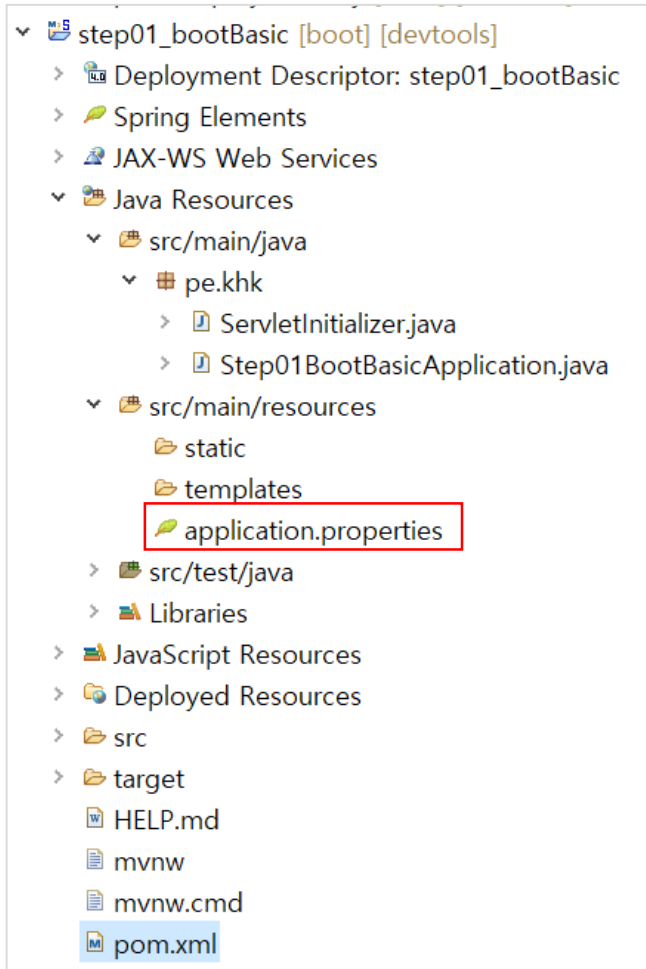 step01_bootBasic [boot] [devtools]
Deployment Descriptor: step01_bootBasic
Spring Elements
JAX-WS Web Services
Java Resources
src/main/java
pe.khk
ServletInitializer.java
Step01BootBasicApplication.java
src/main/resources
static
templates
application.properties
src/test/java
Libraries
JavaScript Resources
Deployed Resources
src
target
HELP.md
mvnw
mvnw.cmd
pom.xml